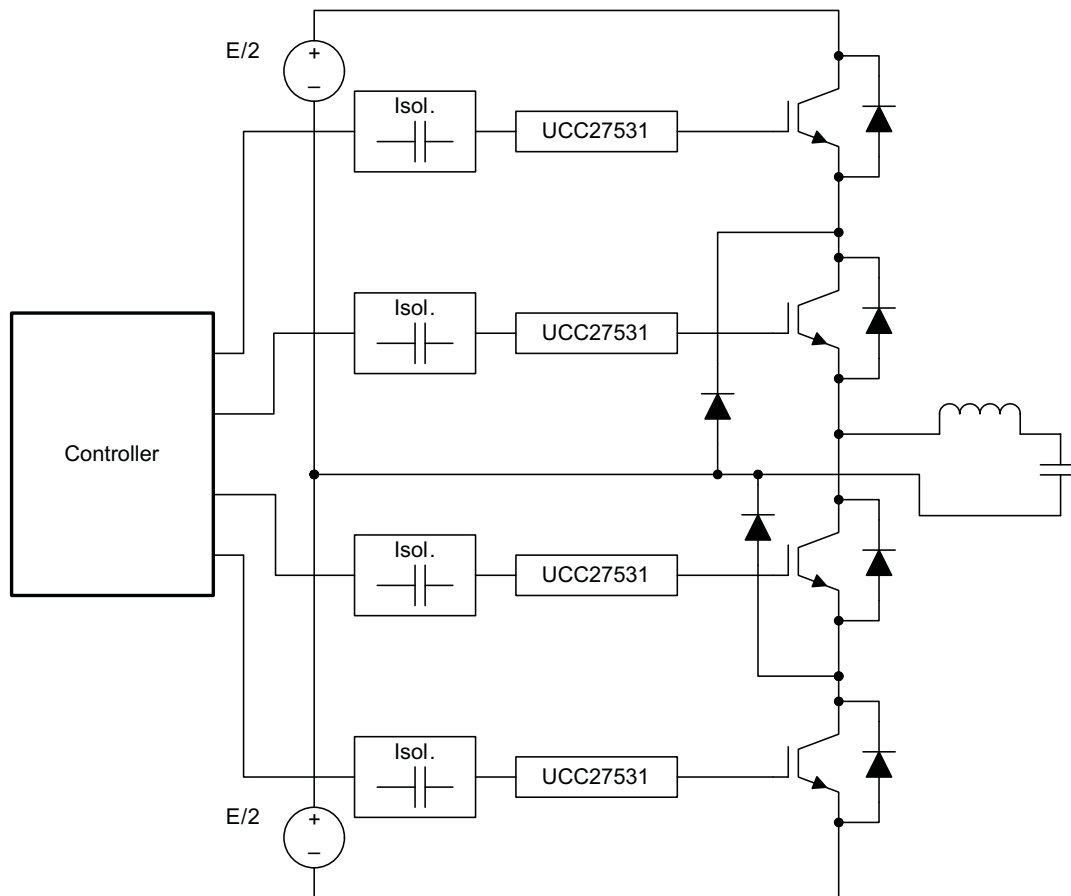 E/2
+
−
Isol.
UCC27531
Isol.
UCC27531
Controller
Isol.
UCC27531
Isol.
UCC27531
E/2
+
−